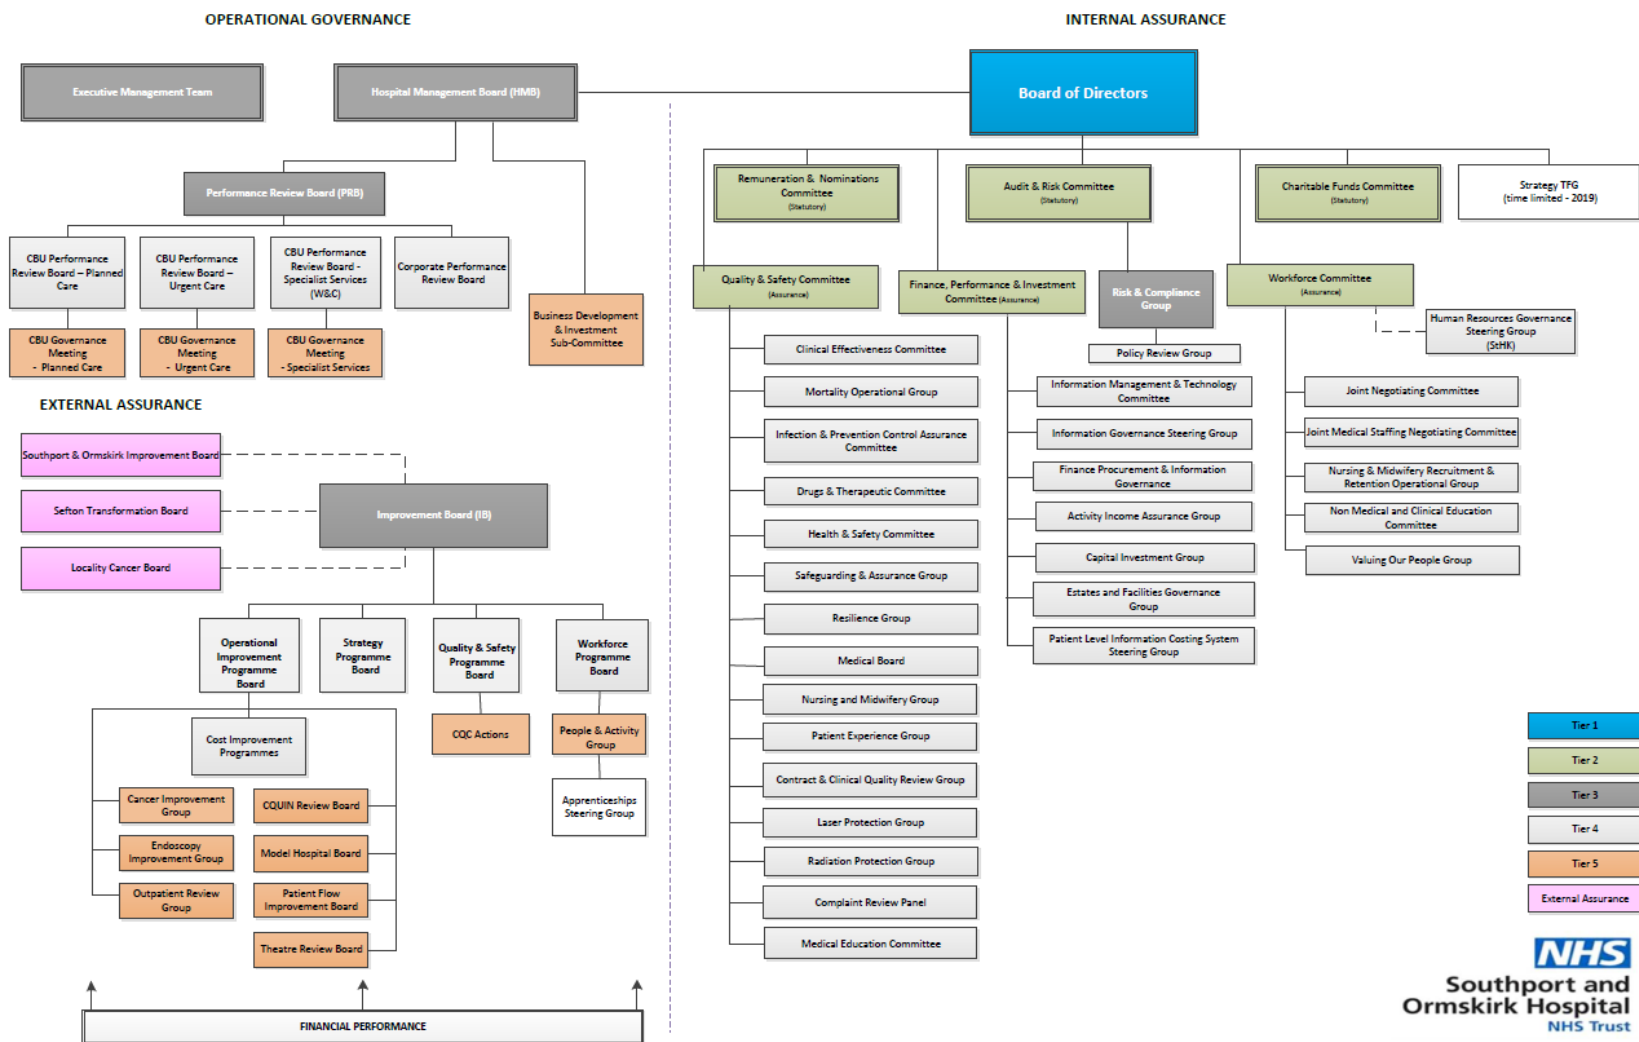 OPERATIONAL GOVERNANCE
INTERNAL ASSURANCE
Executive Management Team
Hospital Management Board (HMB)
Board of Directors
Performance Review Board (PRB)
Remuneration & Nominations
Committee
(Statutory)
Audit & Risk Committee
(Statutory)
Charitable Funds Committee
(Statutory)
Strategy TFG
(time limited - 2019)
CBU Performance
Review Board – Planned
Care
CBU Performance
Review Board –
Urgent Care
CBU Performance
Review Board -
Specialist Services
(W&C)
Corporate Performance
Review Board
CBU Governance
Meeting
- Planned Care
CBU Governance
Meeting
- Urgent Care
CBU Governance
Meeting
- Specialist Services
Business Development
& Investment
Sub-Committee
Quality & Safety Committee
(Assurance)
Finance, Performance & Investment
Committee (Assurance)
Risk & Compliance
Group
Policy Review Group
Workforce Committee
(Assurance)
Human Resources Governance
Steering Group
(StHK)
Clinical Effectiveness Committee
Mortality Operational Group
Infection & Prevention Control Assurance
Committee
Drugs & Therapeutic Committee
Health & Safety Committee
Safeguarding & Assurance Group
Resilience Group
Medical Board
Nursing and Midwifery Group
Patient Experience Group
Contract & Clinical Quality Review Group
Laser Protection Group
Radiation Protection Group
Complaint Review Panel
Medical Education Committee
Information Management & Technology
Committee
Information Governance Steering Group
Finance Procurement & Information
Governance
Activity Income Assurance Group
Capital Investment Group
Estates and Facilities Governance
Group
Patient Level Information Costing System
Steering Group
Joint Negotiating Committee
Joint Medical Staffing Negotiating Committee
Nursing & Midwifery Recruitment &
Retention Operational Group
Non Medical and Clinical Education
Committee
Valuing Our People Group
EXTERNAL ASSURANCE
Southport & Ormskirk Improvement Board
Sefton Transformation Board
Locality Cancer Board
Improvement Board (IB)
Operational
Improvement
Programme
Board
Strategy
Programme
Board
Quality & Safety
Programme
Board
Workforce
Programme
Board
Cost Improvement
Programmes
CQC Actions
People & Activity
Group
Apprenticeships
Steering Group
Cancer Improvement
Group
Endoscopy
Improvement Group
Outpatient Review
Group
CQUIN Review Board
Model Hospital Board
Patient Flow
Improvement Board
Theatre Review Board
FINANCIAL PERFORMANCE
Tier 1
Tier 2
Tier 3
Tier 4
Tier 5
External Assurance
NHS
Southport and
Ormskirk Hospital
NHS Trust